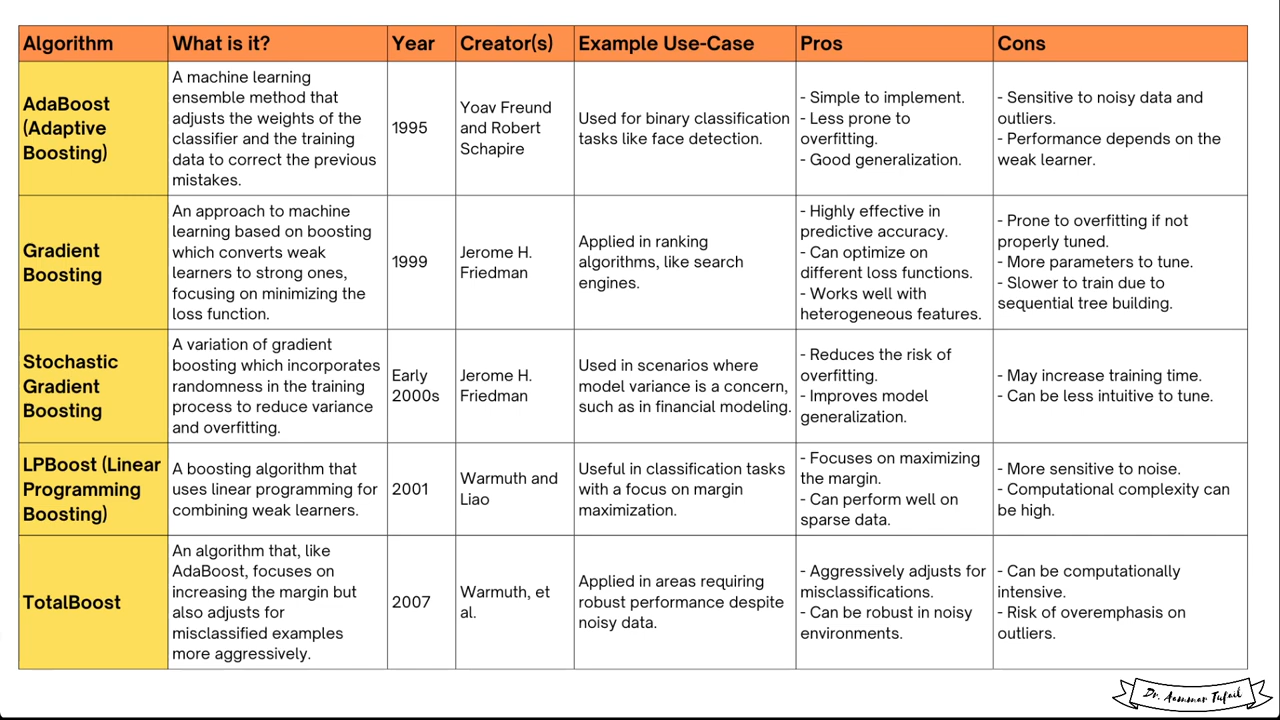 Algorithm
What is it?
Year
Creator(s)
Example Use-Case
Pros
Cons
AdaBoost
(Adaptive
Boosting)
A machine learning
ensemble method that
adjusts the weights of the
classifier and the training
data to correct the previous
mistakes.
1995
Yoav Freund
and Robert
Schapire
Used for binary classification
tasks like face detection.
- Simple to implement.
- Less prone to
overfitting.
- Good generalization.
- Sensitive to noisy data and
outliers.
- Performance depends on the
weak learner.
Gradient
Boosting
An approach to machine
learning based on boosting
which converts weak
learners to strong ones,
focusing on minimizing the
loss function.
1999
Jerome H.
Friedman
Applied in ranking
algorithms, like search
engines.
- Highly effective in
predictive accuracy.
- Can optimize on
different loss functions.
- Works well with
heterogeneous features.
- Prone to overfitting if not
properly tuned.
- More parameters to tune.
- Slower to train due to
sequential tree building.
Stochastic
Gradient
Boosting
A variation of gradient
boosting which incorporates
randomness in the training
process to reduce variance
and overfitting.
Early
2000s
Jerome H.
Friedman
Used in scenarios where
model variance is a concern,
such as in financial modeling.
- Reduces the risk of
overfitting.
- Improves model
generalization.
- May increase training time.
- Can be less intuitive to tune.
LPBoost (Linear
Programming
Boosting)
A boosting algorithm that
uses linear programming for
combining weak learners.
2001
Warmuth and
Liao
Useful in classification tasks
with a focus on margin
maximization.
- Focuses on maximizing
the margin.
- Can perform well on
sparse data.
- More sensitive to noise.
- Computational complexity can
be high.
TotalBoost
An algorithm that, like
AdaBoost, focuses on
increasing the margin but
also adjusts for
misclassified examples
more aggressively.
2007
Warmuth, et
al.
Applied in areas requiring
robust performance despite
noisy data.
- Aggressively adjusts for
misclassifications.
- Can be robust in noisy
environments.
- Can be computationally
intensive.
- Risk of overemphasis on
outliers.
Dr. Aammar Tufail